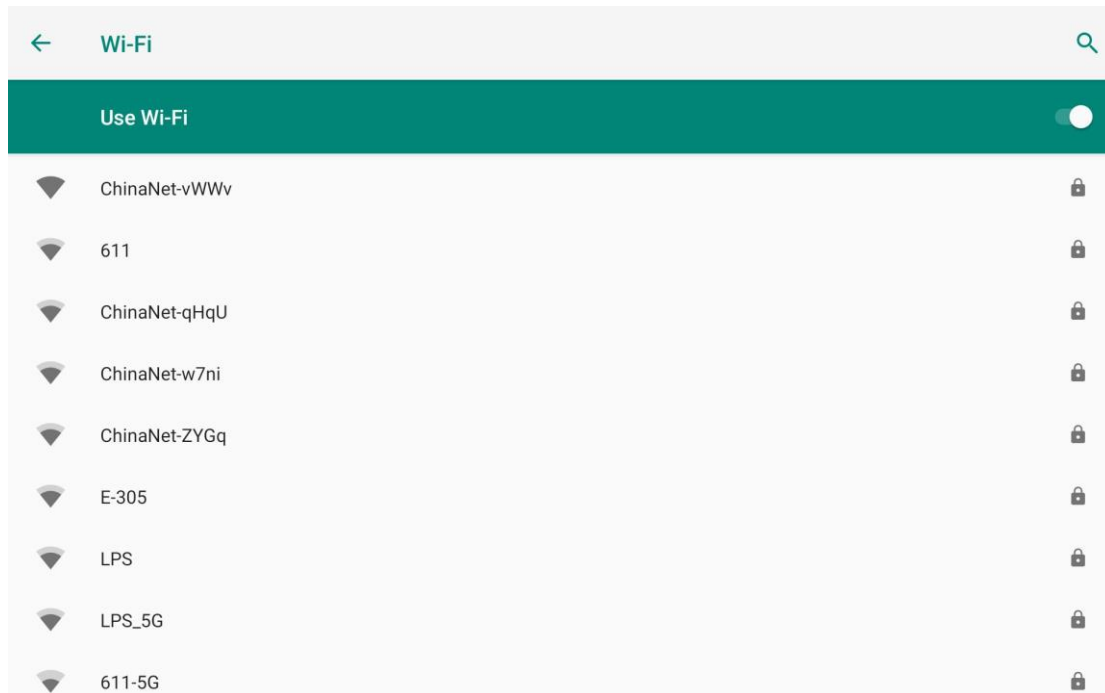 Wi-Fi
Use Wi-Fi
ChinaNet-vWWv
611
ChinaNet-qHqU
ChinaNet-w7ni
ChinaNet-ZYGq
E-305
LPS
LPS_5G
611-5G